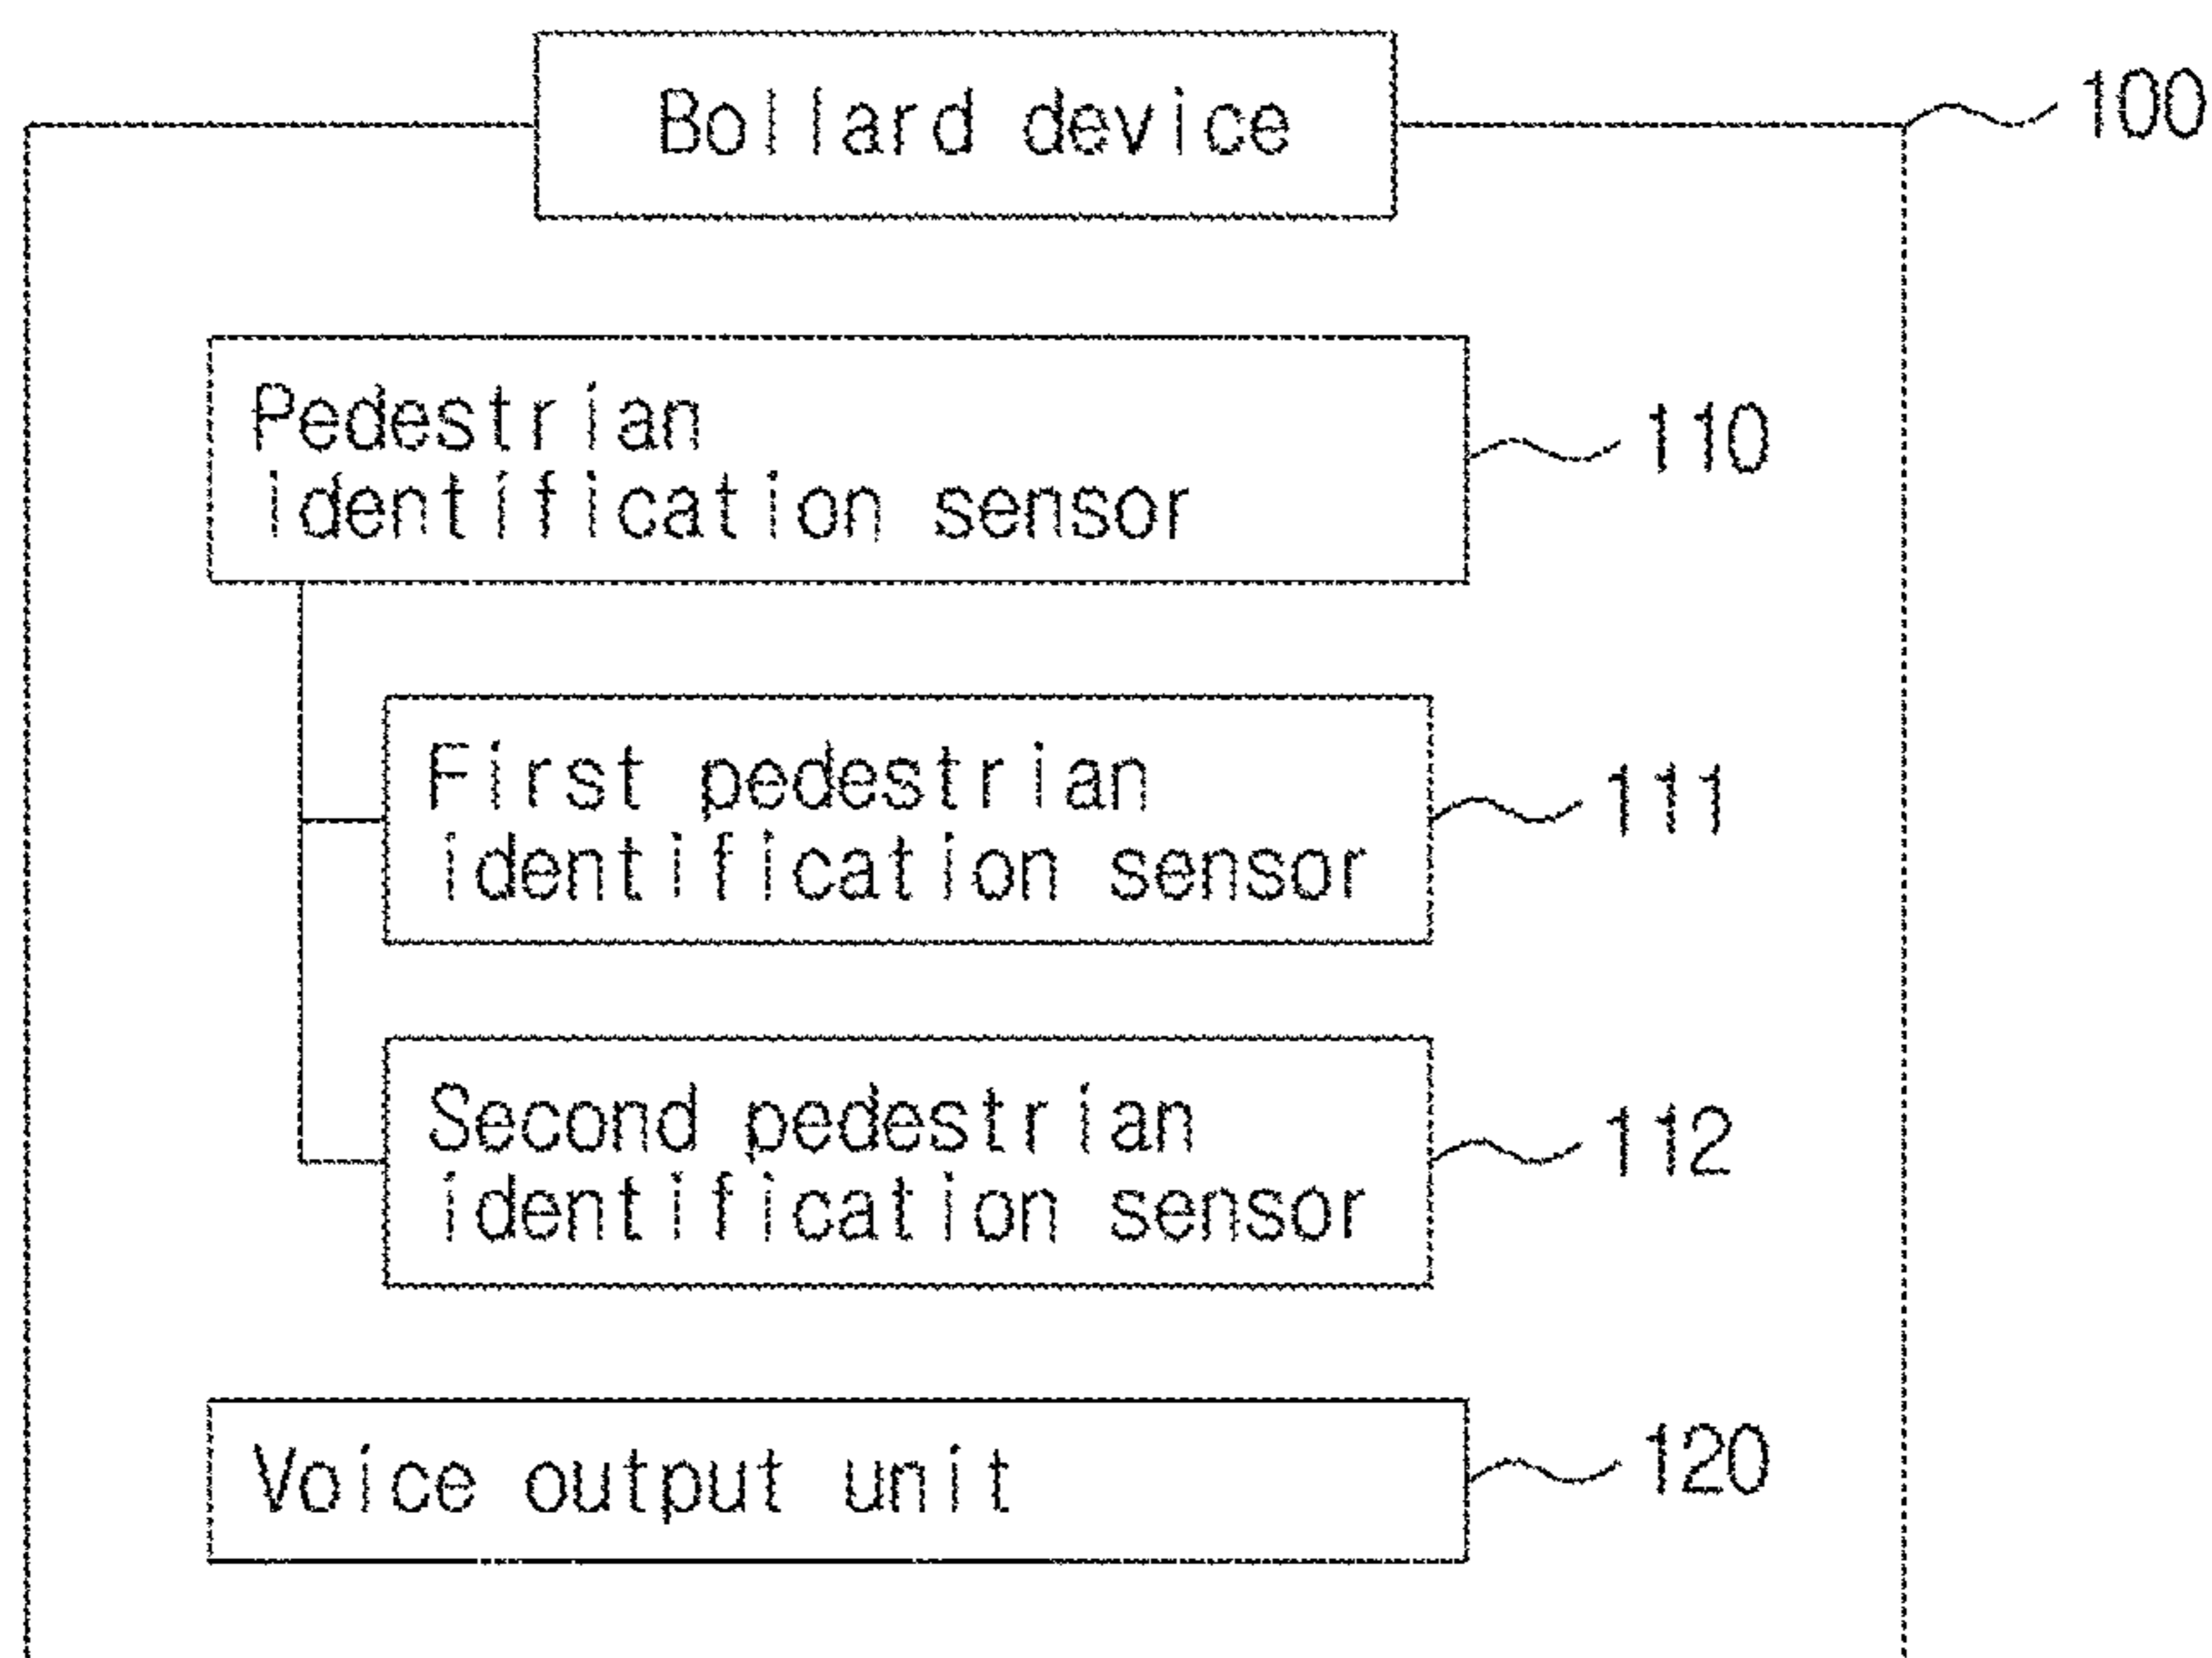 Bollard device
100
Pedestrian
identification sensor
110
First pedestrian
identification sensor
111
Second pedestrian
identification sensor
112
Voice output unit
120